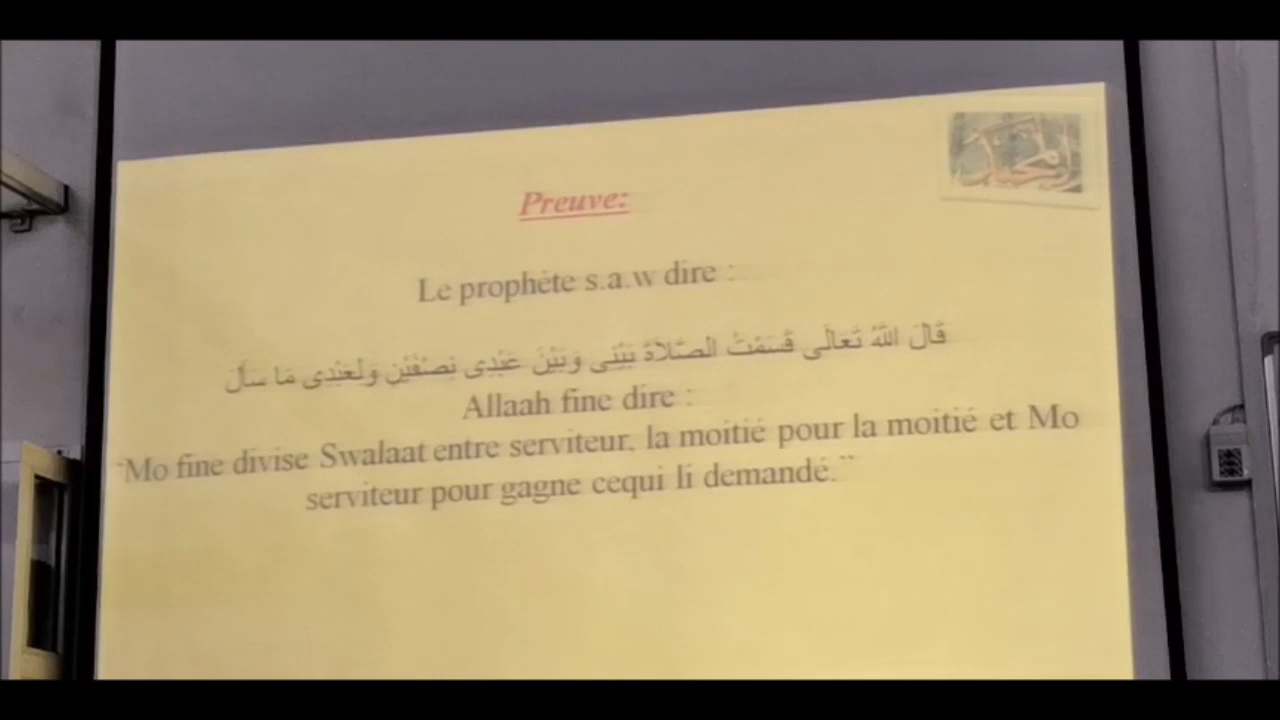 Preuve:
Le prophète s.a.w dire :
قَالَ اللهُ تَعَالَى قَسَمْتُ الصَّلاَةَ بَيْنِى وَبَيْنَ عَبْدِى نِصْفَيْنِ وَلِعَبْدِى مَا سَأَلَ
Allaah fine dire :
“Mo fine divise Swalaat entre serviteur, la moitié pour la moitié et Mo
serviteur pour gagne cequi li demandé.”